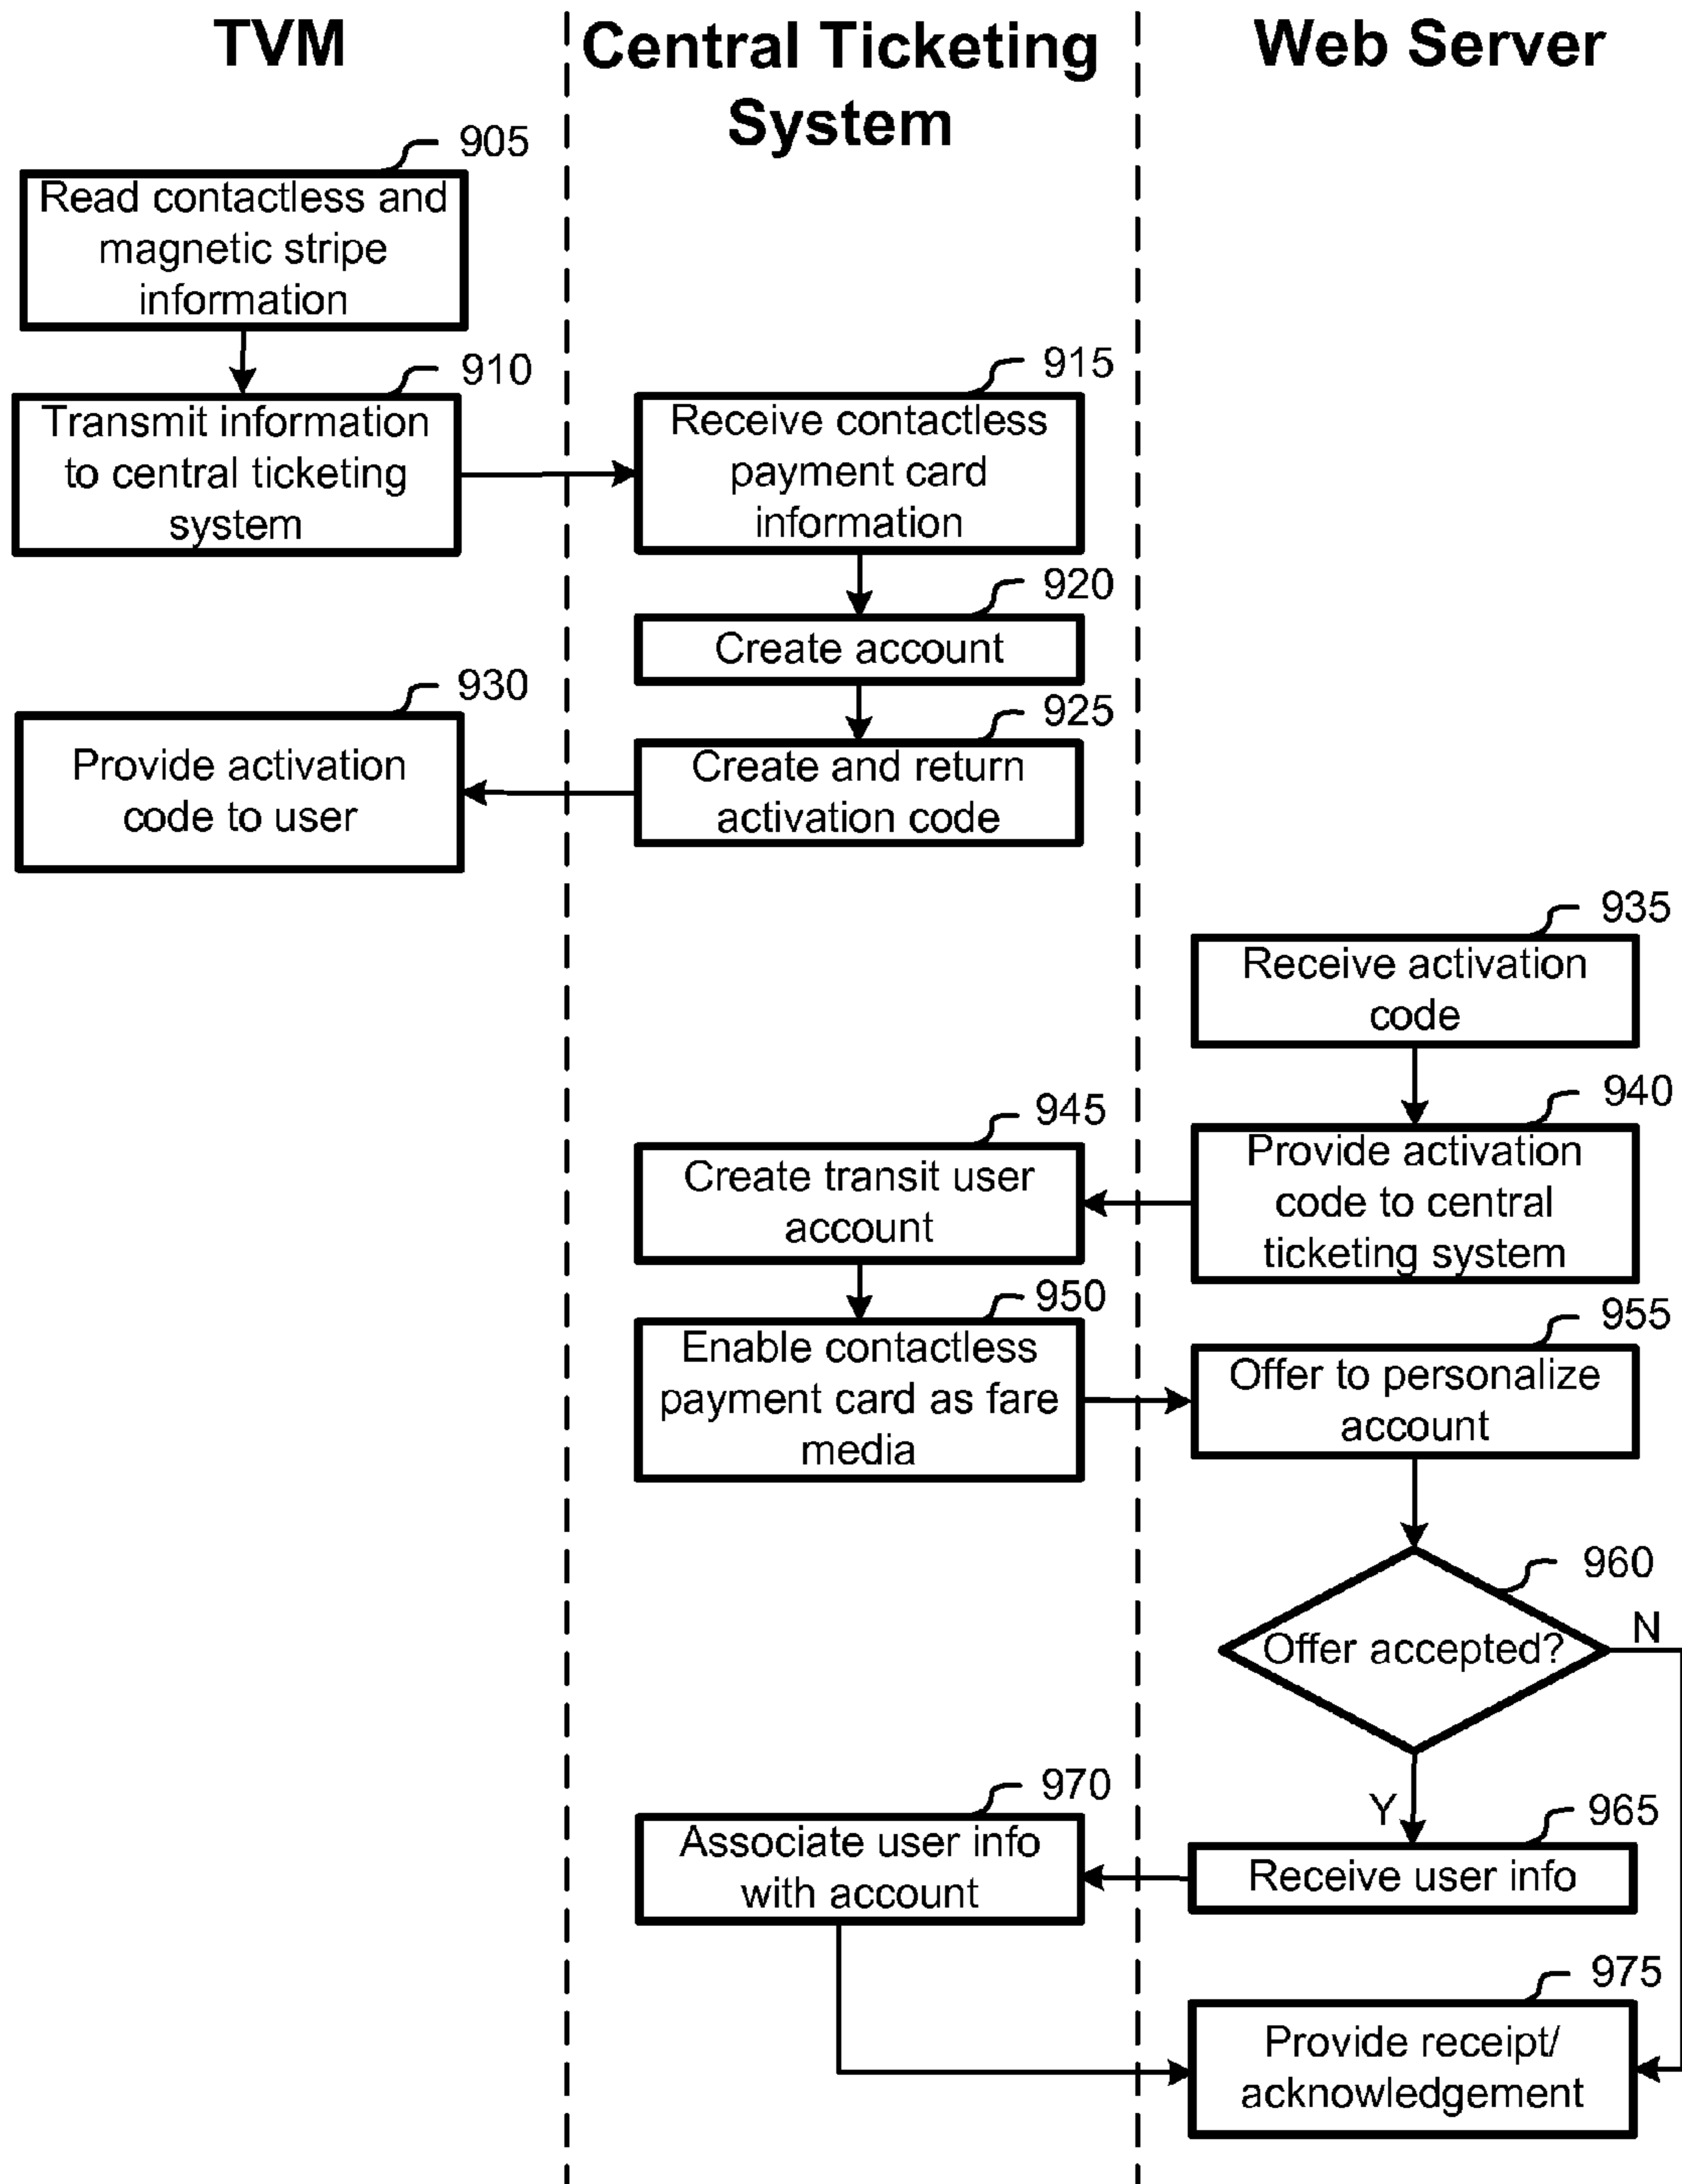 TVM
Central Ticketing
System
Web Server
905
Read contactless and
magnetic stripe
information
910
Transmit information
to central ticketing
system
915
Receive contactless
payment card
information
920
Create account
925
Create and return
activation code
930
Provide activation
code to user
935
Receive activation
code
940
Provide activation
code to central
ticketing system
945
Create transit user
account
950
Enable contactless
payment card as fare
media
955
Offer to personalize
account
960
Offer accepted?
N
Y
965
Receive user info
970
Associate user info
with account
975
Provide receipt/
acknowledgement